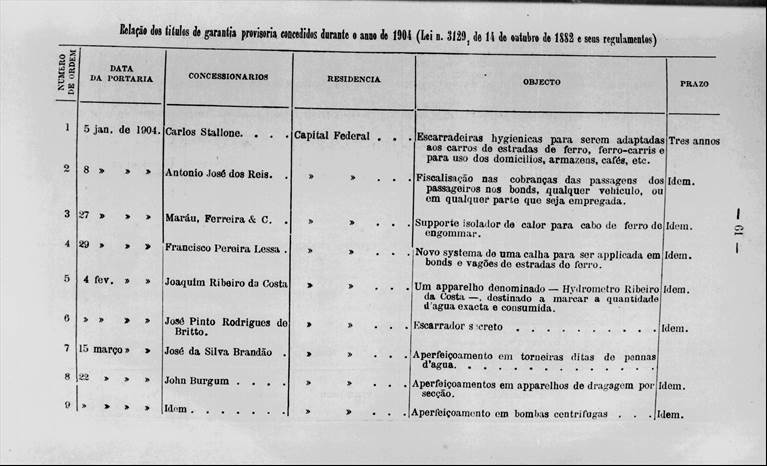 Relação dos titulos de garantia provisoria concedidos durante o anno de 1904 (Lei n. 3129, de 14 de outubro de 1882 e seus regulamentos)
NUMERO DE ORDEM
DATA DA PORTARIA
CONCESSIONARIOS
RESIDENCIA
OBJECTO
PRAZO
1 5 jan. de 1904. Carlos Stallone. . . . Capital Federal . . . Escarradeiras hygienicas para serem adaptadas Tres annos
aos carros de estradas de ferro, ferro-carris e
para uso dos domicilios, armazens, cafés, etc.
2 8 » » » Antonio José dos Reis. . » » . . . Fiscalisação nas cobranças das passagens dos Idem.
passageiros nos bonds, qualquer vehiculo, ou
em qualquer parte que seja empregada.
3 27 » » » Maráu, Ferreira & C. . » » . . . Supporte isolador de calor para cabo de ferro de Idem.
engommar.
4 29 » » » Francisco Pereira Lessa . » » . . . Novo systema de uma calha para ser applicada em Idem.
bonds e vagões de estradas de ferro.
5 4 fev. » » Joaquim Ribeiro da Costa » » . . . Um apparelho denominado — Hydrometro Ribeiro Idem.
da Costa —, destinado a marcar a quantidade
d'agua exacta e consumida.
6 » » » » José Pinto Rodrigues de » » . . . Escarrador secreto . . . . . . . . . . Idem.
Britto.
7 15 março » » José da Silva Brandão . » » . . . Aperfeiçoamento em torneiras ditas de pennas
d'agua. . . . . . . . . . . . . . .
8 22 » » » John Burgum . . . . » » . . . Aperfeiçoamentos em apparelhos de dragagem por Idem.
secção.
9 » » » » Idem . . . . . . . » » . . . Aperfeiçoamento em bombas centrifugas . . . Idem.
— 19 —